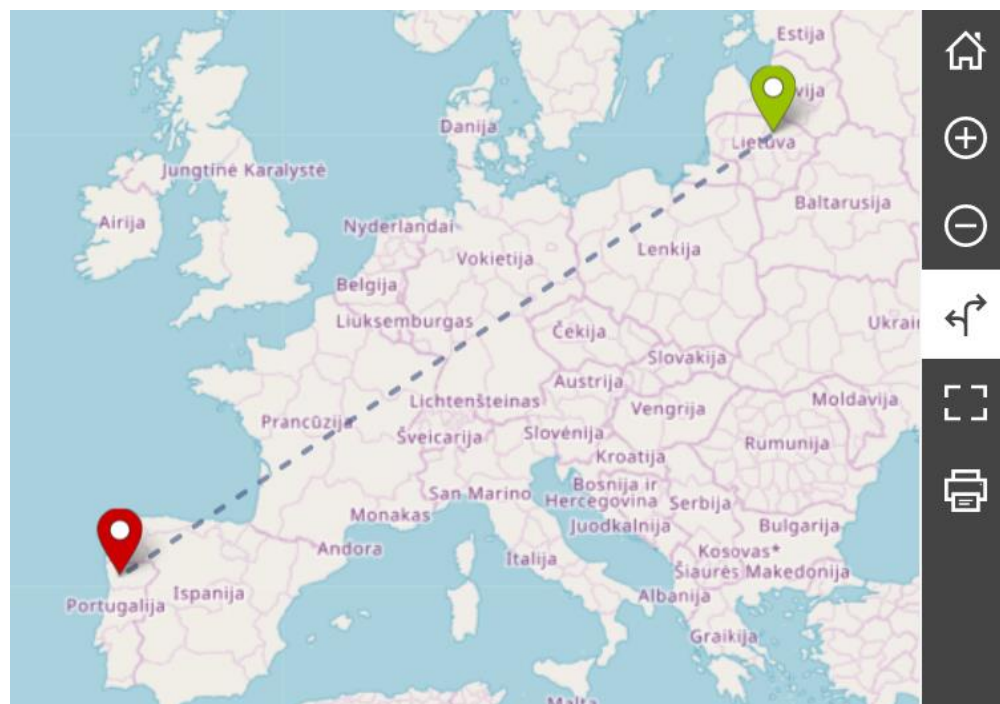 Estija
vija
Danija
Lietuva
Jungtinė Karalystė
Baltarusija
Airija
Nyderlandai
Lenkija
Vokietija
Belgija
Liuksemburgas
Ukrai
Čekija
Slovakija
Austrija
Lichtenšteinas
Moldavija
Vengrija
Prancūzija
Šveicarija
Slovėnija
Rumunija
Kroatija
San Marino
Bosnija ir
Hercegovina
Serbija
Monakas
Juodkalnija
Bulgarija
Andora
Kosovas*
Italija
Šiaurės Makedonija
Ispanija
Albanija
Portugalija
Graikija
Malta